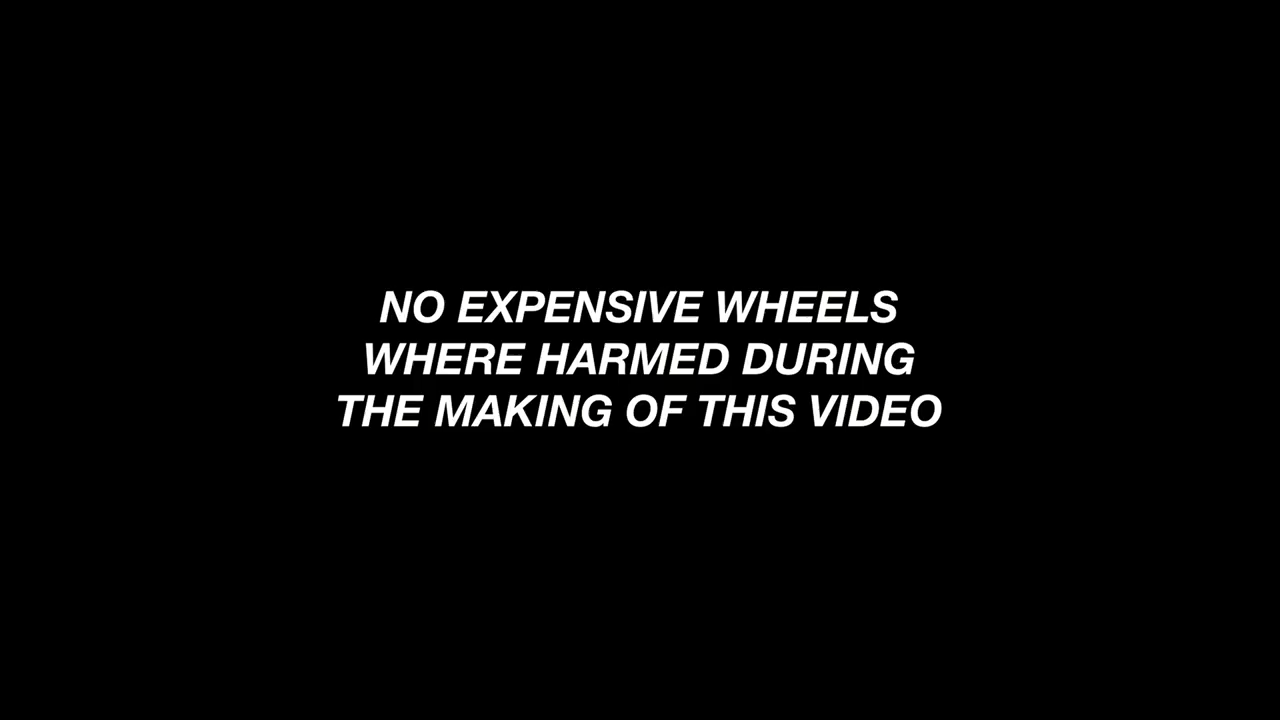 NO EXPENSIVE WHEELS
WHERE HARMED DURING
THE MAKING OF THIS VIDEO